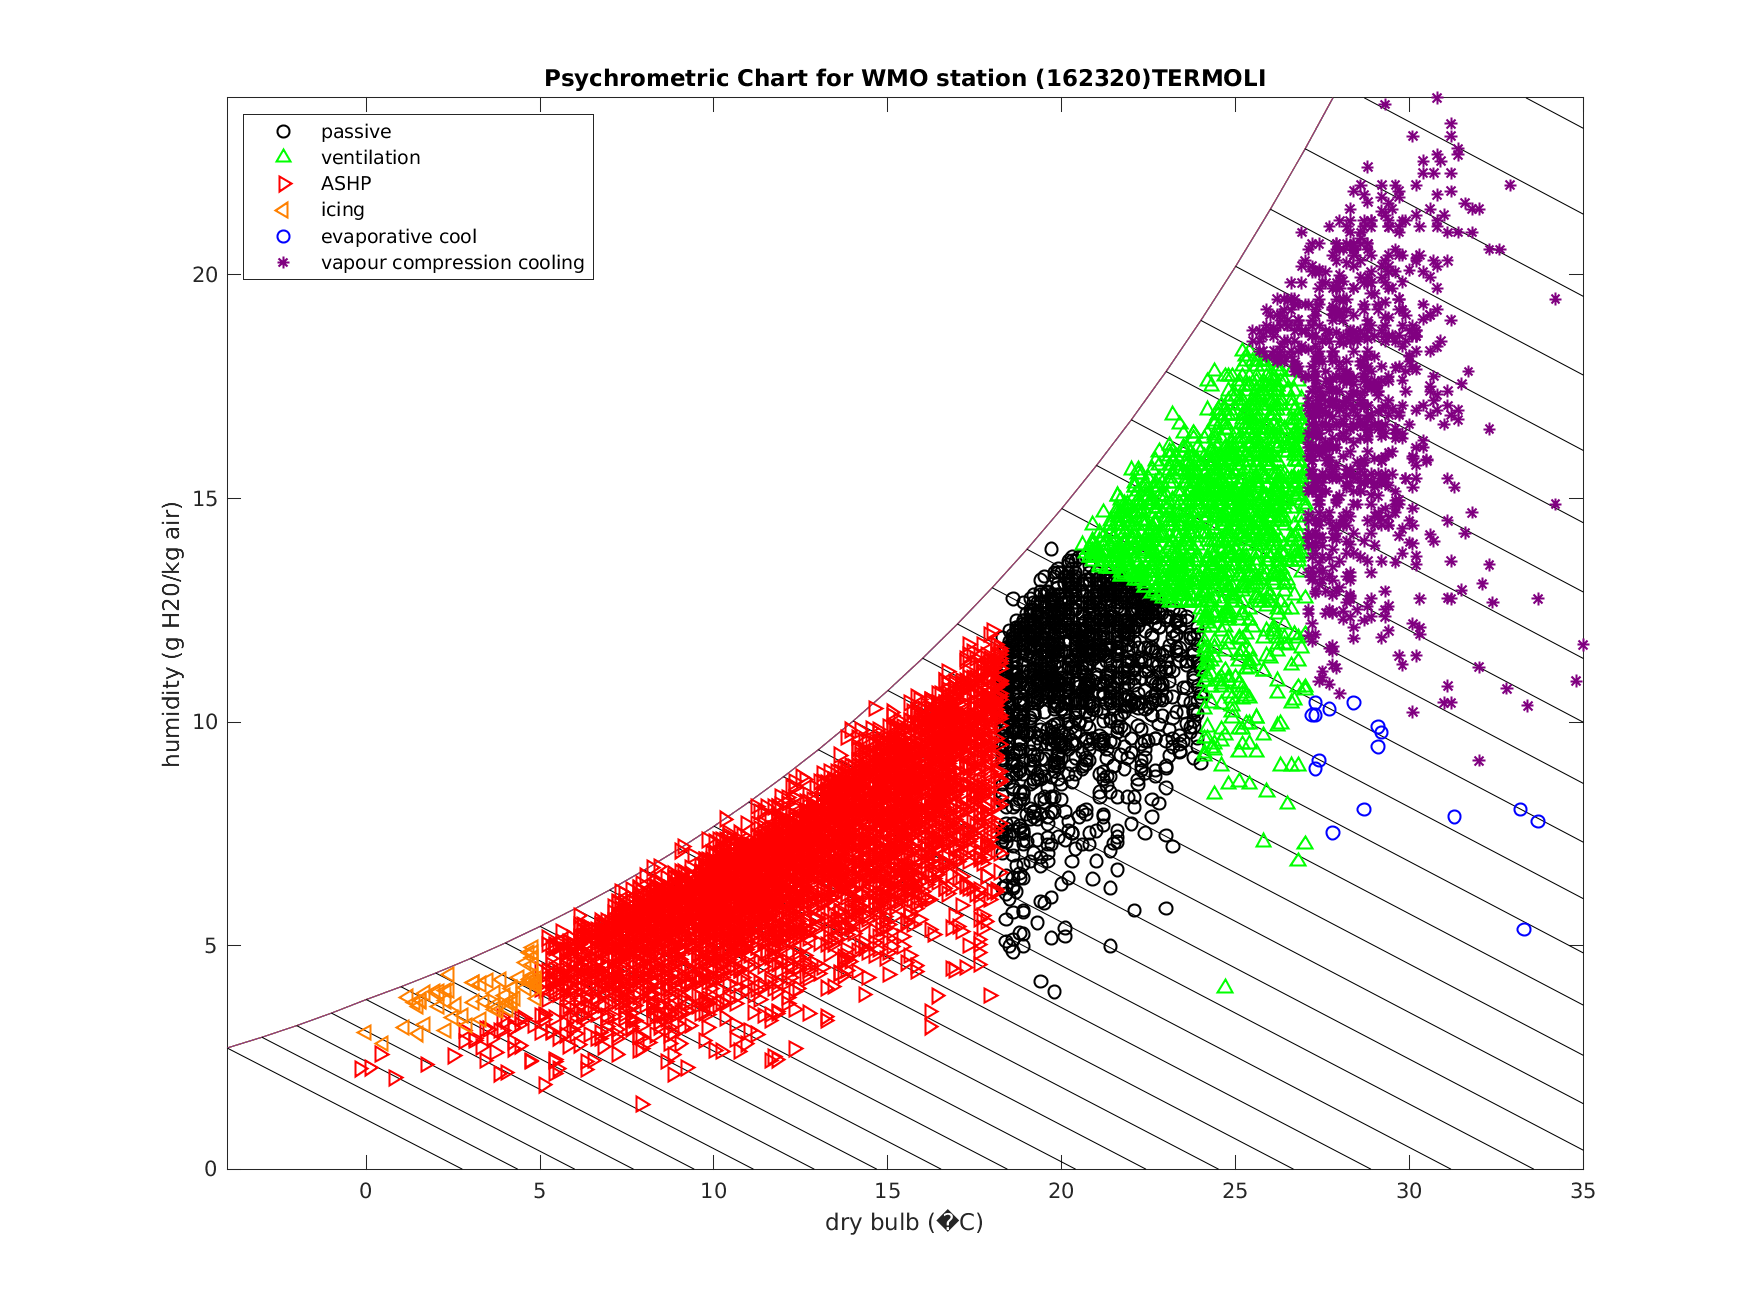 Psychrometric Chart for WMO station (162320)TERMOLI
passive
ventilation
ASHP
icing
evaporative cool
vapour compression cooling
humidity (g H20/kg air)
20
15
10
5
0
0 5 10 15 20 25 30 35
dry bulb (�C)